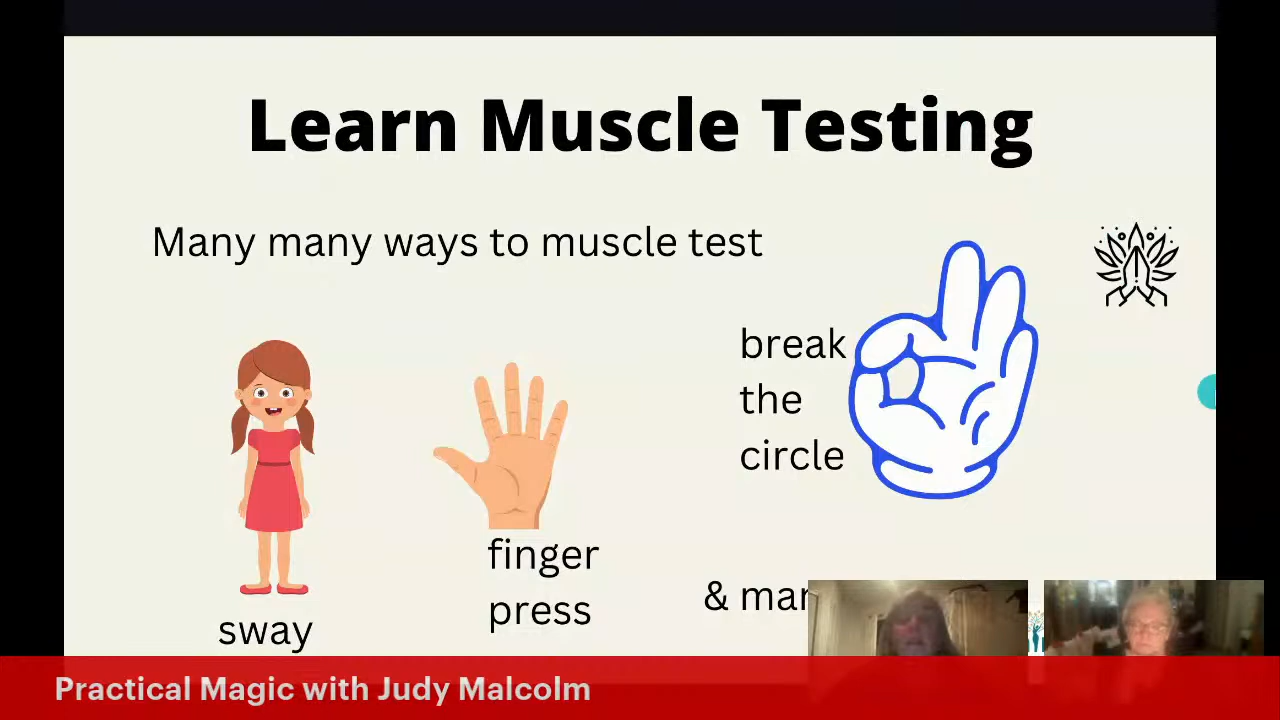 Learn Muscle Testing
Many many ways to muscle test
break
the
circle
finger
press
&
sway
Practical Magic with Judy Malcolm